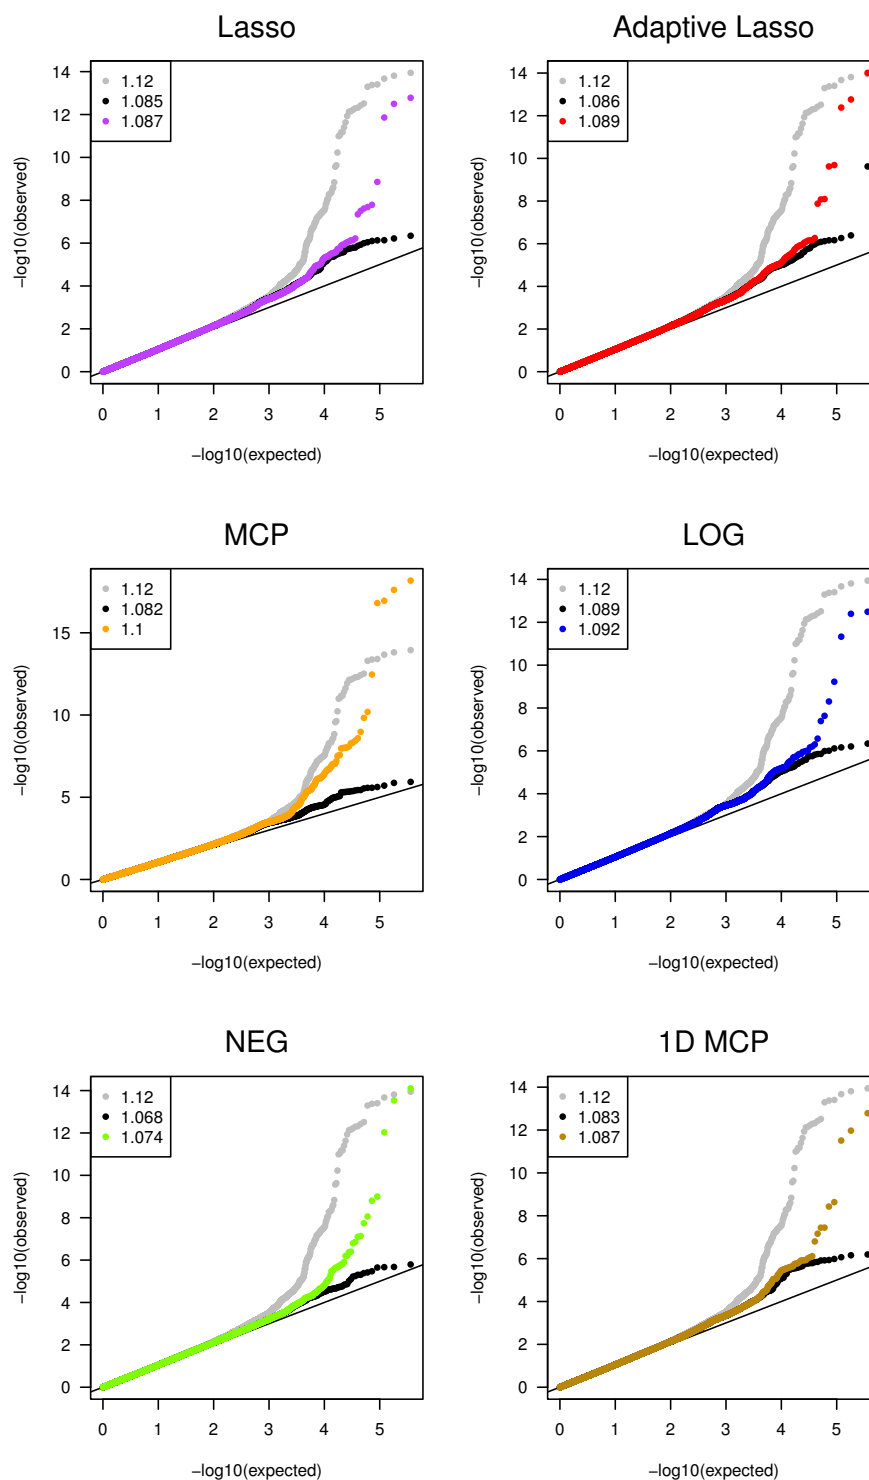 Lasso
1.12
1.085
1.087
14
12
10
8
6
4
2
0
−log10(observed)
0 1 2 3 4 5
−log10(expected)
Adaptive Lasso
1.12
1.086
1.089
14
12
10
8
6
4
2
0
−log10(observed)
0 1 2 3 4 5
−log10(expected)
MCP
1.12
1.082
1.1
15
10
5
0
−log10(observed)
0 1 2 3 4 5
−log10(expected)
LOG
1.12
1.089
1.092
14
12
10
8
6
4
2
0
−log10(observed)
0 1 2 3 4 5
−log10(expected)
NEG
1.12
1.068
1.074
14
12
10
8
6
4
2
0
−log10(observed)
0 1 2 3 4 5
−log10(expected)
1D MCP
1.12
1.083
1.087
14
12
10
8
6
4
2
0
−log10(observed)
0 1 2 3 4 5
−log10(expected)